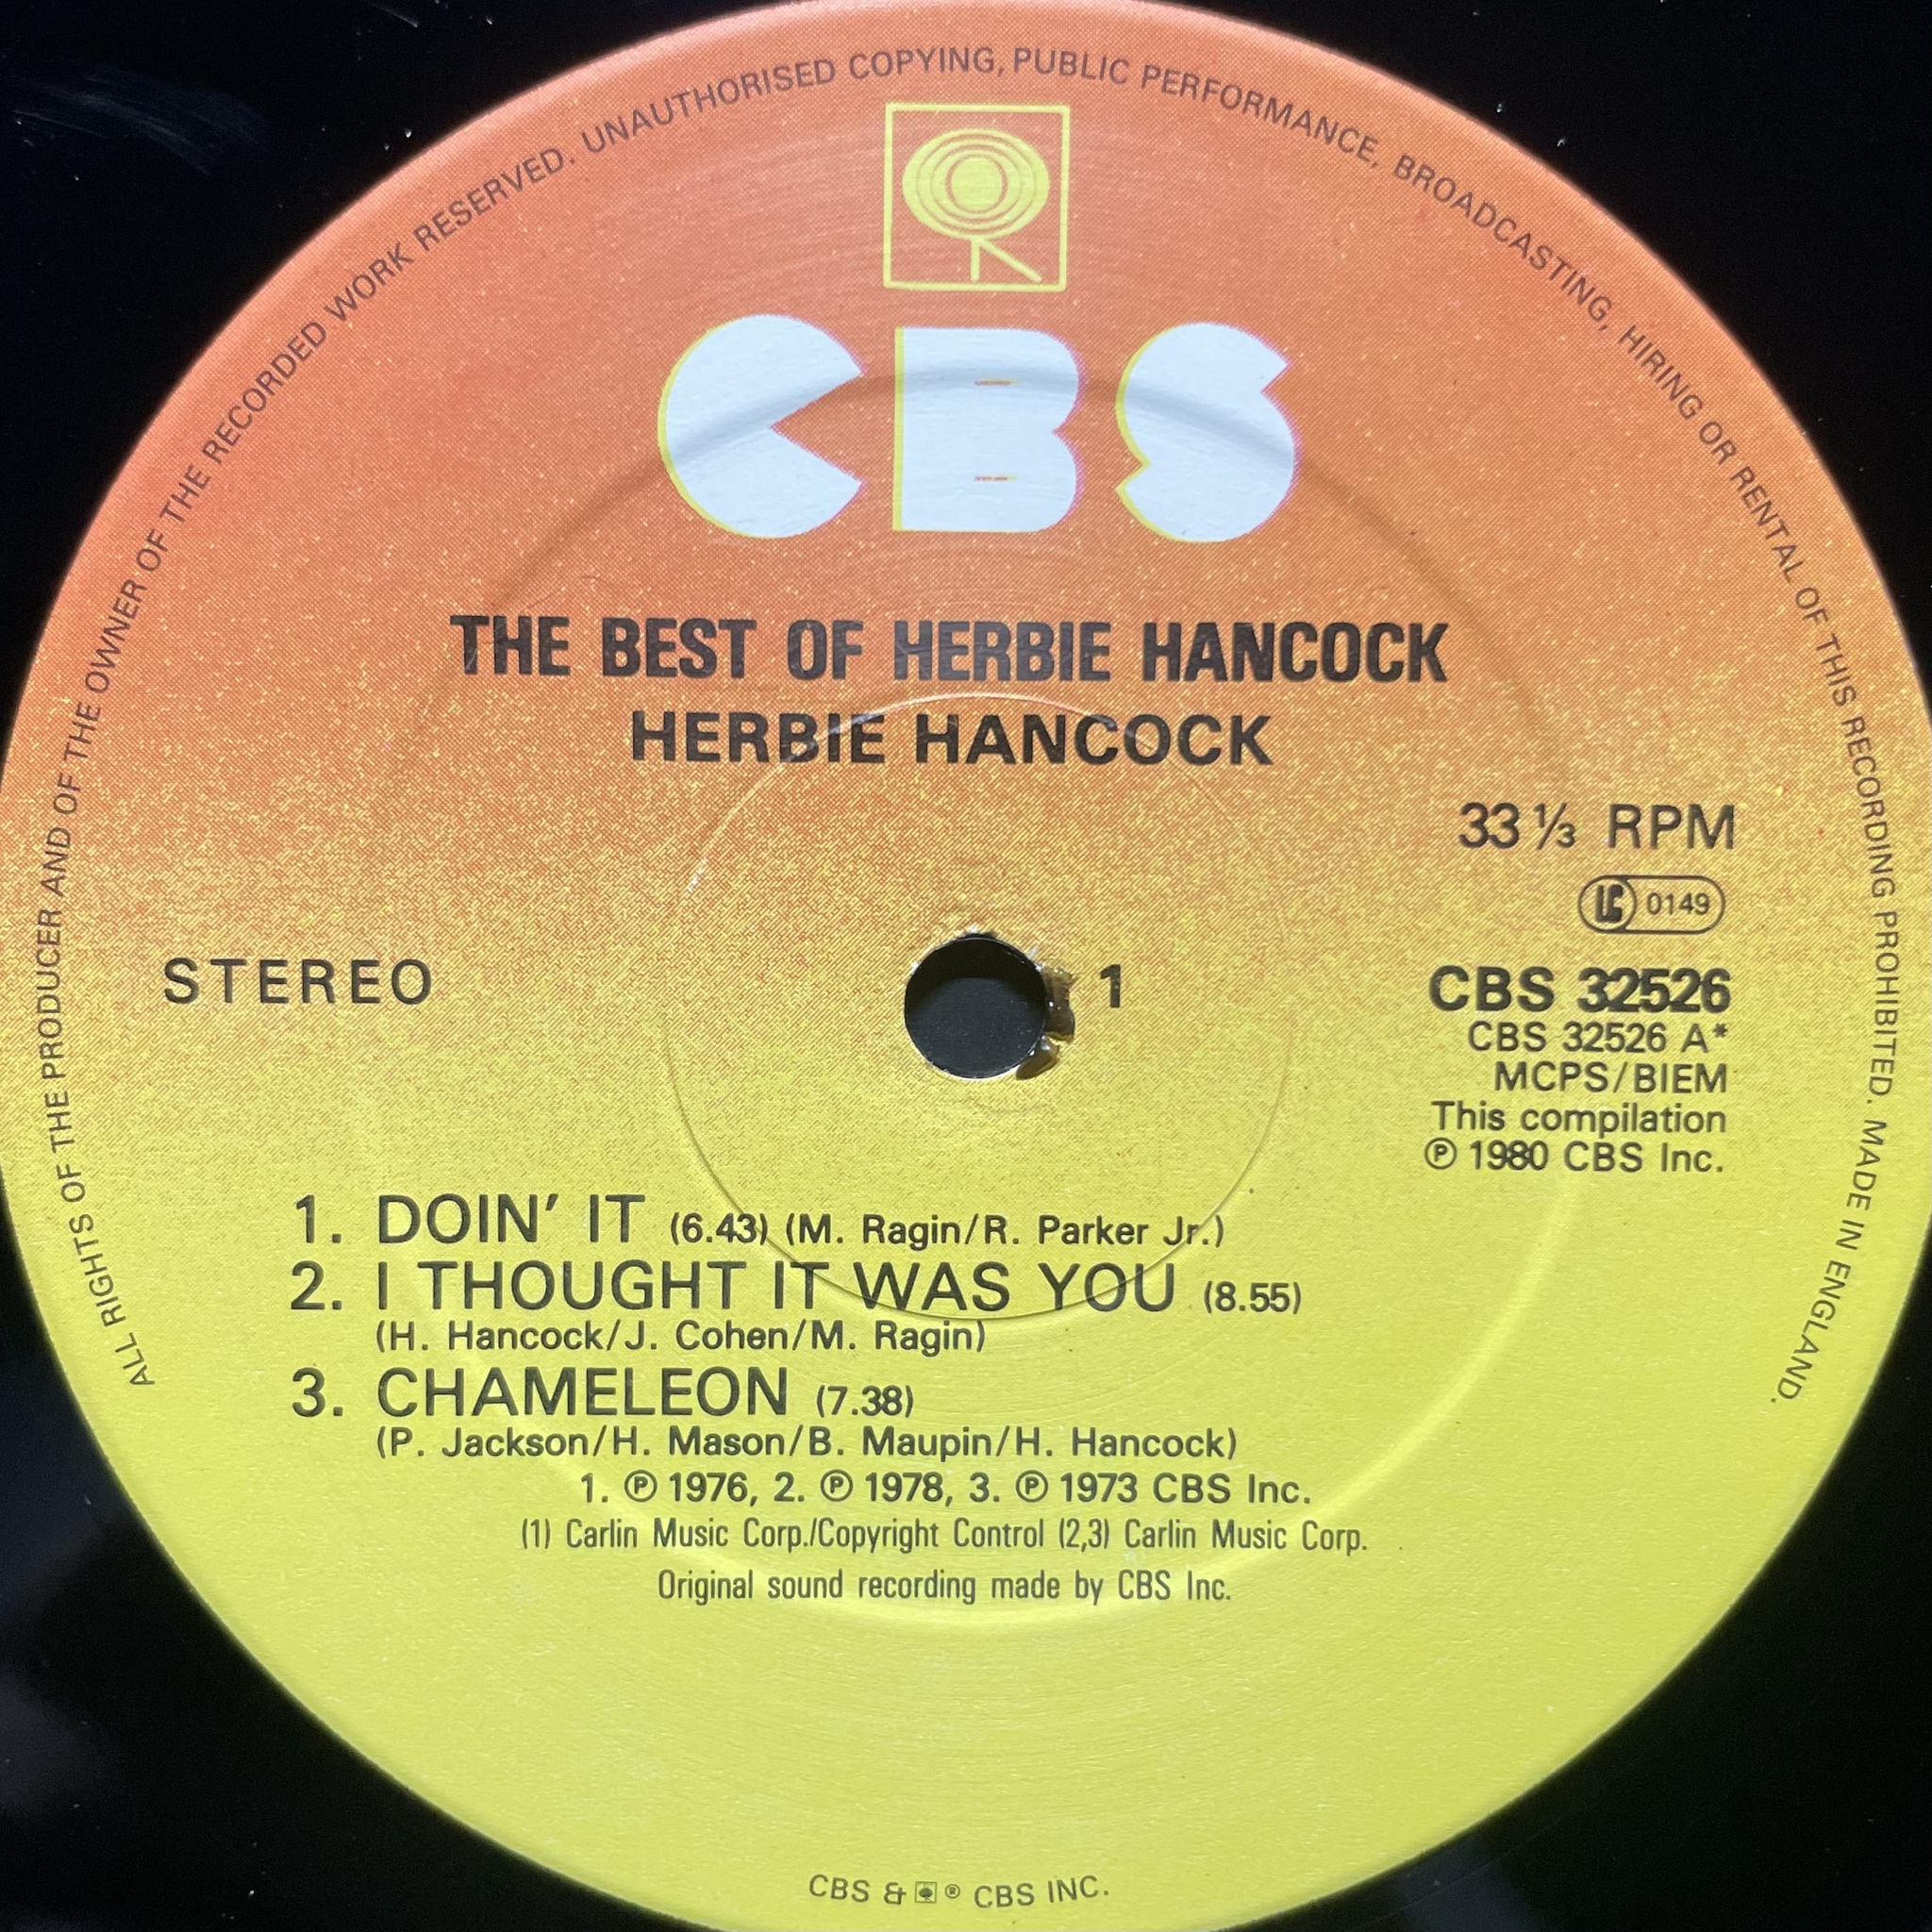 ALL RIGHTS OF THE PRODUCER AND OF THE OWNER OF THE RECORDED WORK RESERVED. UNAUTHORISED COPYING, PUBLIC PERFORMANCE, BROADCASTING, HIRING OR RENTAL OF THIS RECORDING PROHIBITED. MADE IN ENGLAND.
CBS
THE BEST OF HERBIE HANCOCK
HERBIE HANCOCK
33 ⅓ RPM
LC 0149
STEREO
1
CBS 32526
CBS 32526 A*
MCPS/BIEM
This compilation
Ⓟ 1980 CBS Inc.
1. DOIN' IT (6.43) (M. Ragin/R. Parker Jr.)
2. I THOUGHT IT WAS YOU (8.55)
(H. Hancock/J. Cohen/M. Ragin)
3. CHAMELEON (7.38)
(P. Jackson/H. Mason/B. Maupin/H. Hancock)
1. Ⓟ 1976, 2. Ⓟ 1978, 3. Ⓟ 1973 CBS Inc.
(1) Carlin Music Corp./Copyright Control (2,3) Carlin Music Corp.
Original sound recording made by CBS Inc.
CBS & ® CBS INC.